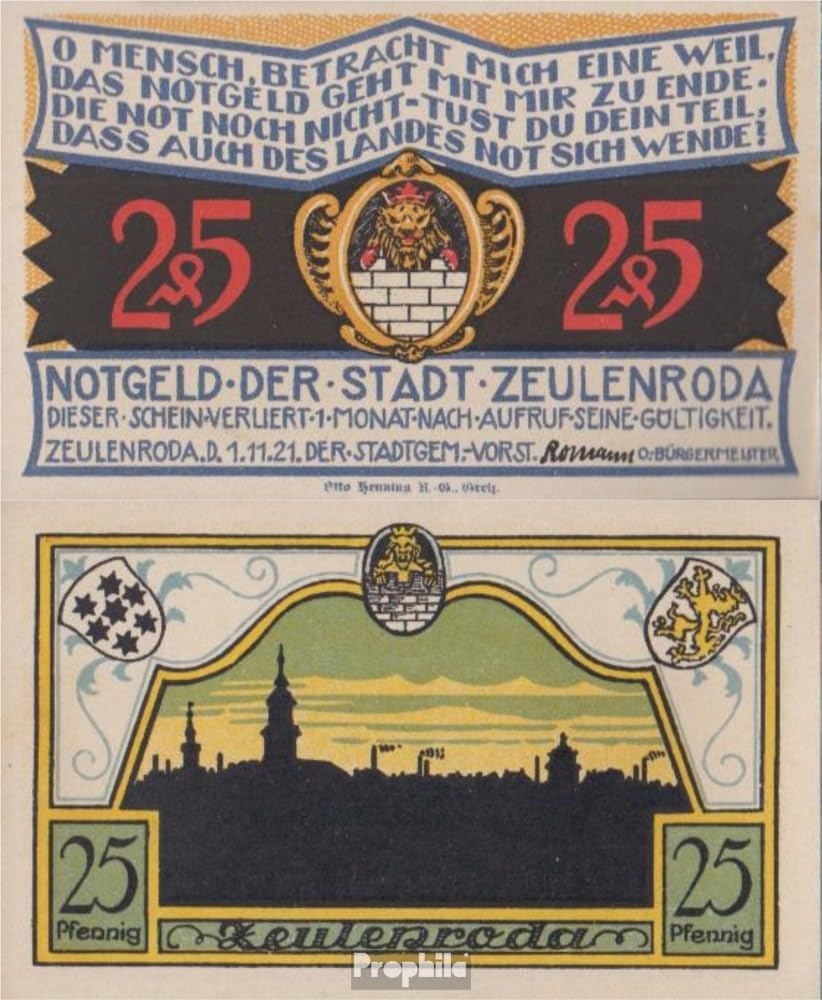 O MENSCH, BETRACHT MICH EINE WEIL,
DAS NOTGELD GEHT MIT MIR ZU ENDE.
DIE NOT NOCH NICHT-TUST DU DEIN TEIL,
DASS AUCH DES LANDES NOT SICH WENDE!
25 25
NOTGELD·DER·STADT·ZEULENRODA
DIESER·SCHEIN·VERLIERT·1·MONAT·NACH·AUFRUF·SEINE·GÜLTIGKEIT.
ZEULENRODA.D. 1.11.21. DER·STADTGEM.-VORST. Romann O.-BÜRGERMEISTER
Otto Henning A.-G., Greiz.
25 25
Pfennig Pfennig
Zeulenroda
Prophila